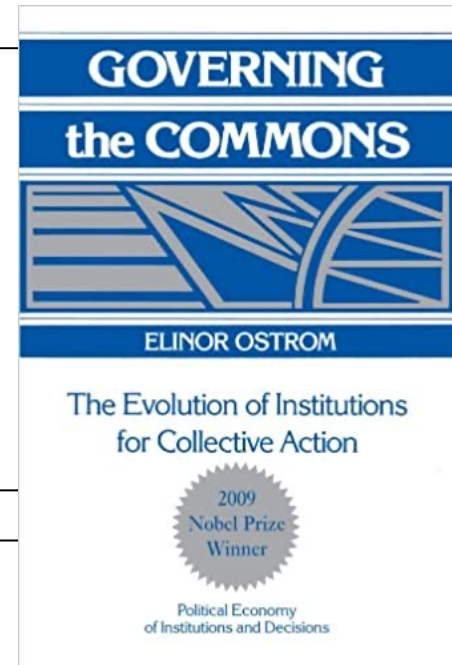 GOVERNING
the COMMONS
ELINOR OSTROM
The Evolution of Institutions
for Collective Action
2009
Nobel Prize
Winner
Political Economy
of Institutions and Decisions